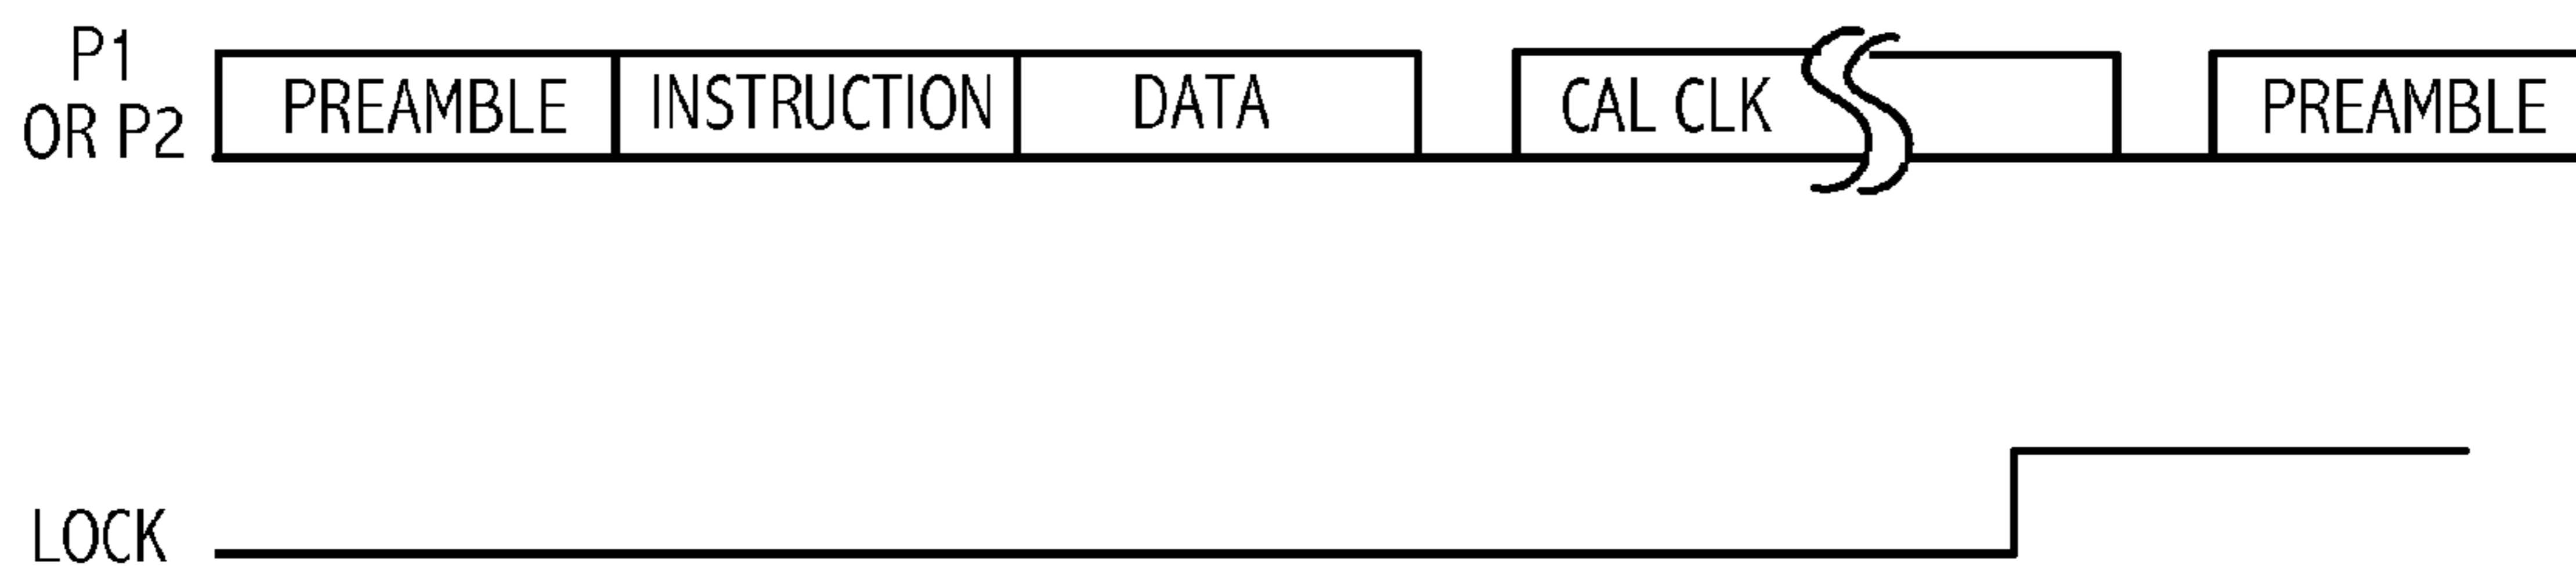 P1
OR P2
PREAMBLE INSTRUCTION DATA CAL CLK PREAMBLE
LOCK